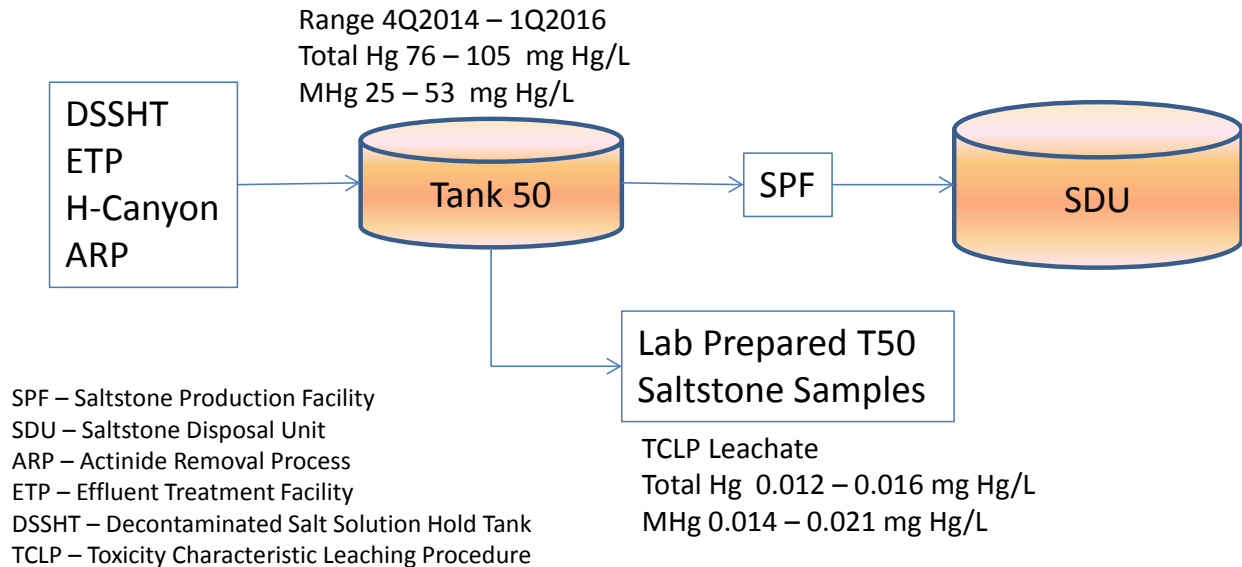 Range 4Q2014 – 1Q2016
Total Hg 76 – 105 mg Hg/L
MHg 25 – 53 mg Hg/L
DSSHT
ETP
H-Canyon
ARP
Tank 50
SPF
SDU
Lab Prepared T50
Saltstone Samples
TCLP Leachate
Total Hg 0.012 – 0.016 mg Hg/L
MHg 0.014 – 0.021 mg Hg/L
SPF – Saltstone Production Facility
SDU – Saltstone Disposal Unit
ARP – Actinide Removal Process
ETP – Effluent Treatment Facility
DSSHT – Decontaminated Salt Solution Hold Tank
TCLP – Toxicity Characteristic Leaching Procedure